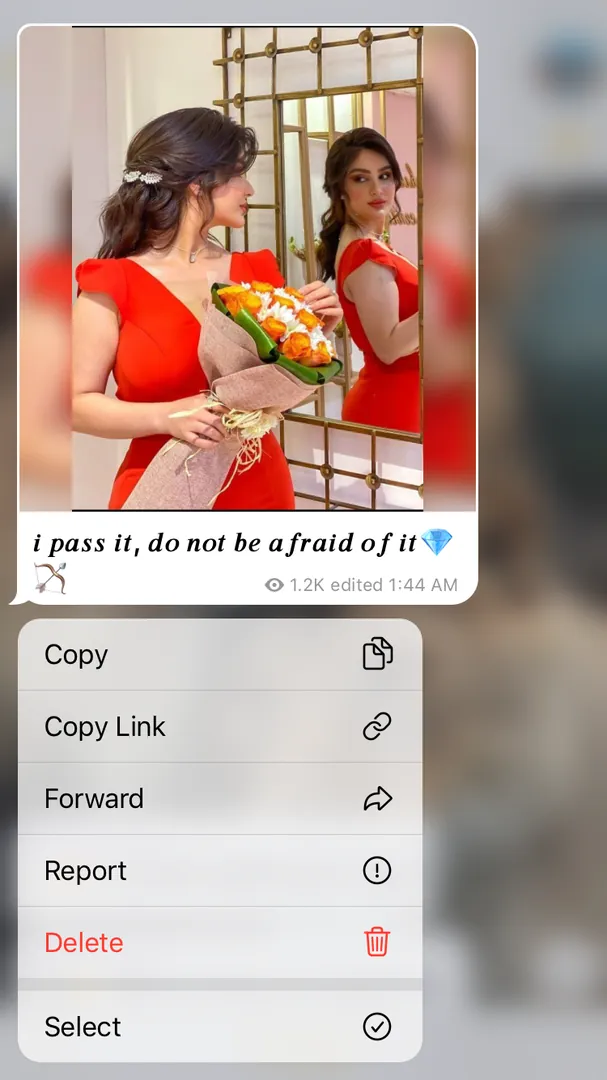 i pass it, do not be afraid of it💎
🏹 1.2K edited 1:44 AM
Copy
Copy Link
Forward
Report
Delete
Select